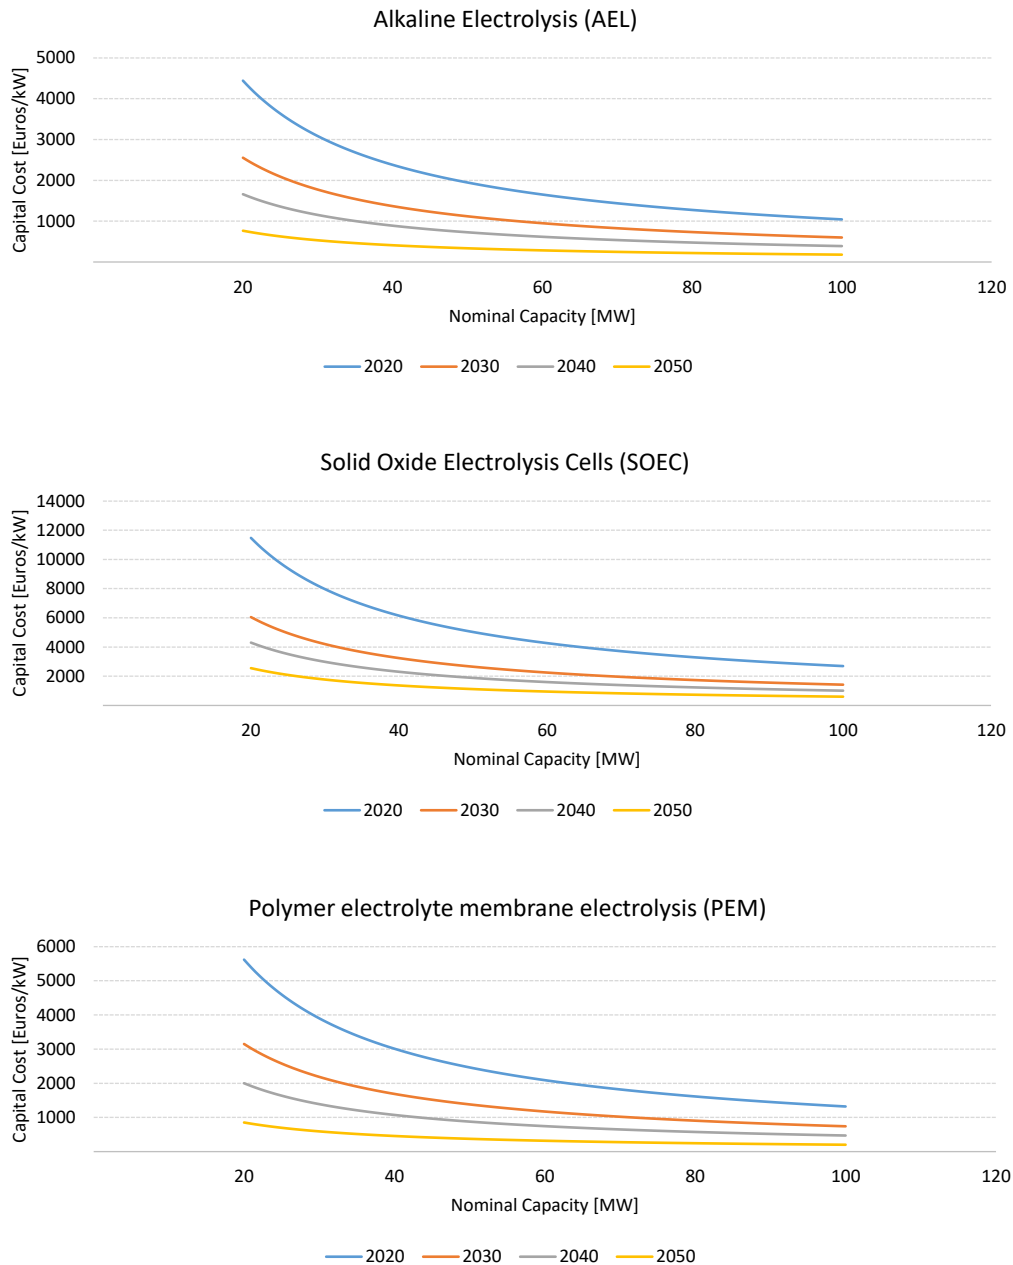 Alkaline Electrolysis (AEL)
Capital Cost [Euros/kW]
5000
4000
3000
2000
1000
20 40 60 80 100 120
Nominal Capacity [MW]
2020 2030 2040 2050
Solid Oxide Electrolysis Cells (SOEC)
Capital Cost [Euros/kW]
14000
12000
10000
8000
6000
4000
2000
20 40 60 80 100 120
Nominal Capacity [MW]
2020 2030 2040 2050
Polymer electrolyte membrane electrolysis (PEM)
Capital Cost [Euros/kW]
6000
5000
4000
3000
2000
1000
20 40 60 80 100 120
Nominal Capacity [MW]
2020 2030 2040 2050